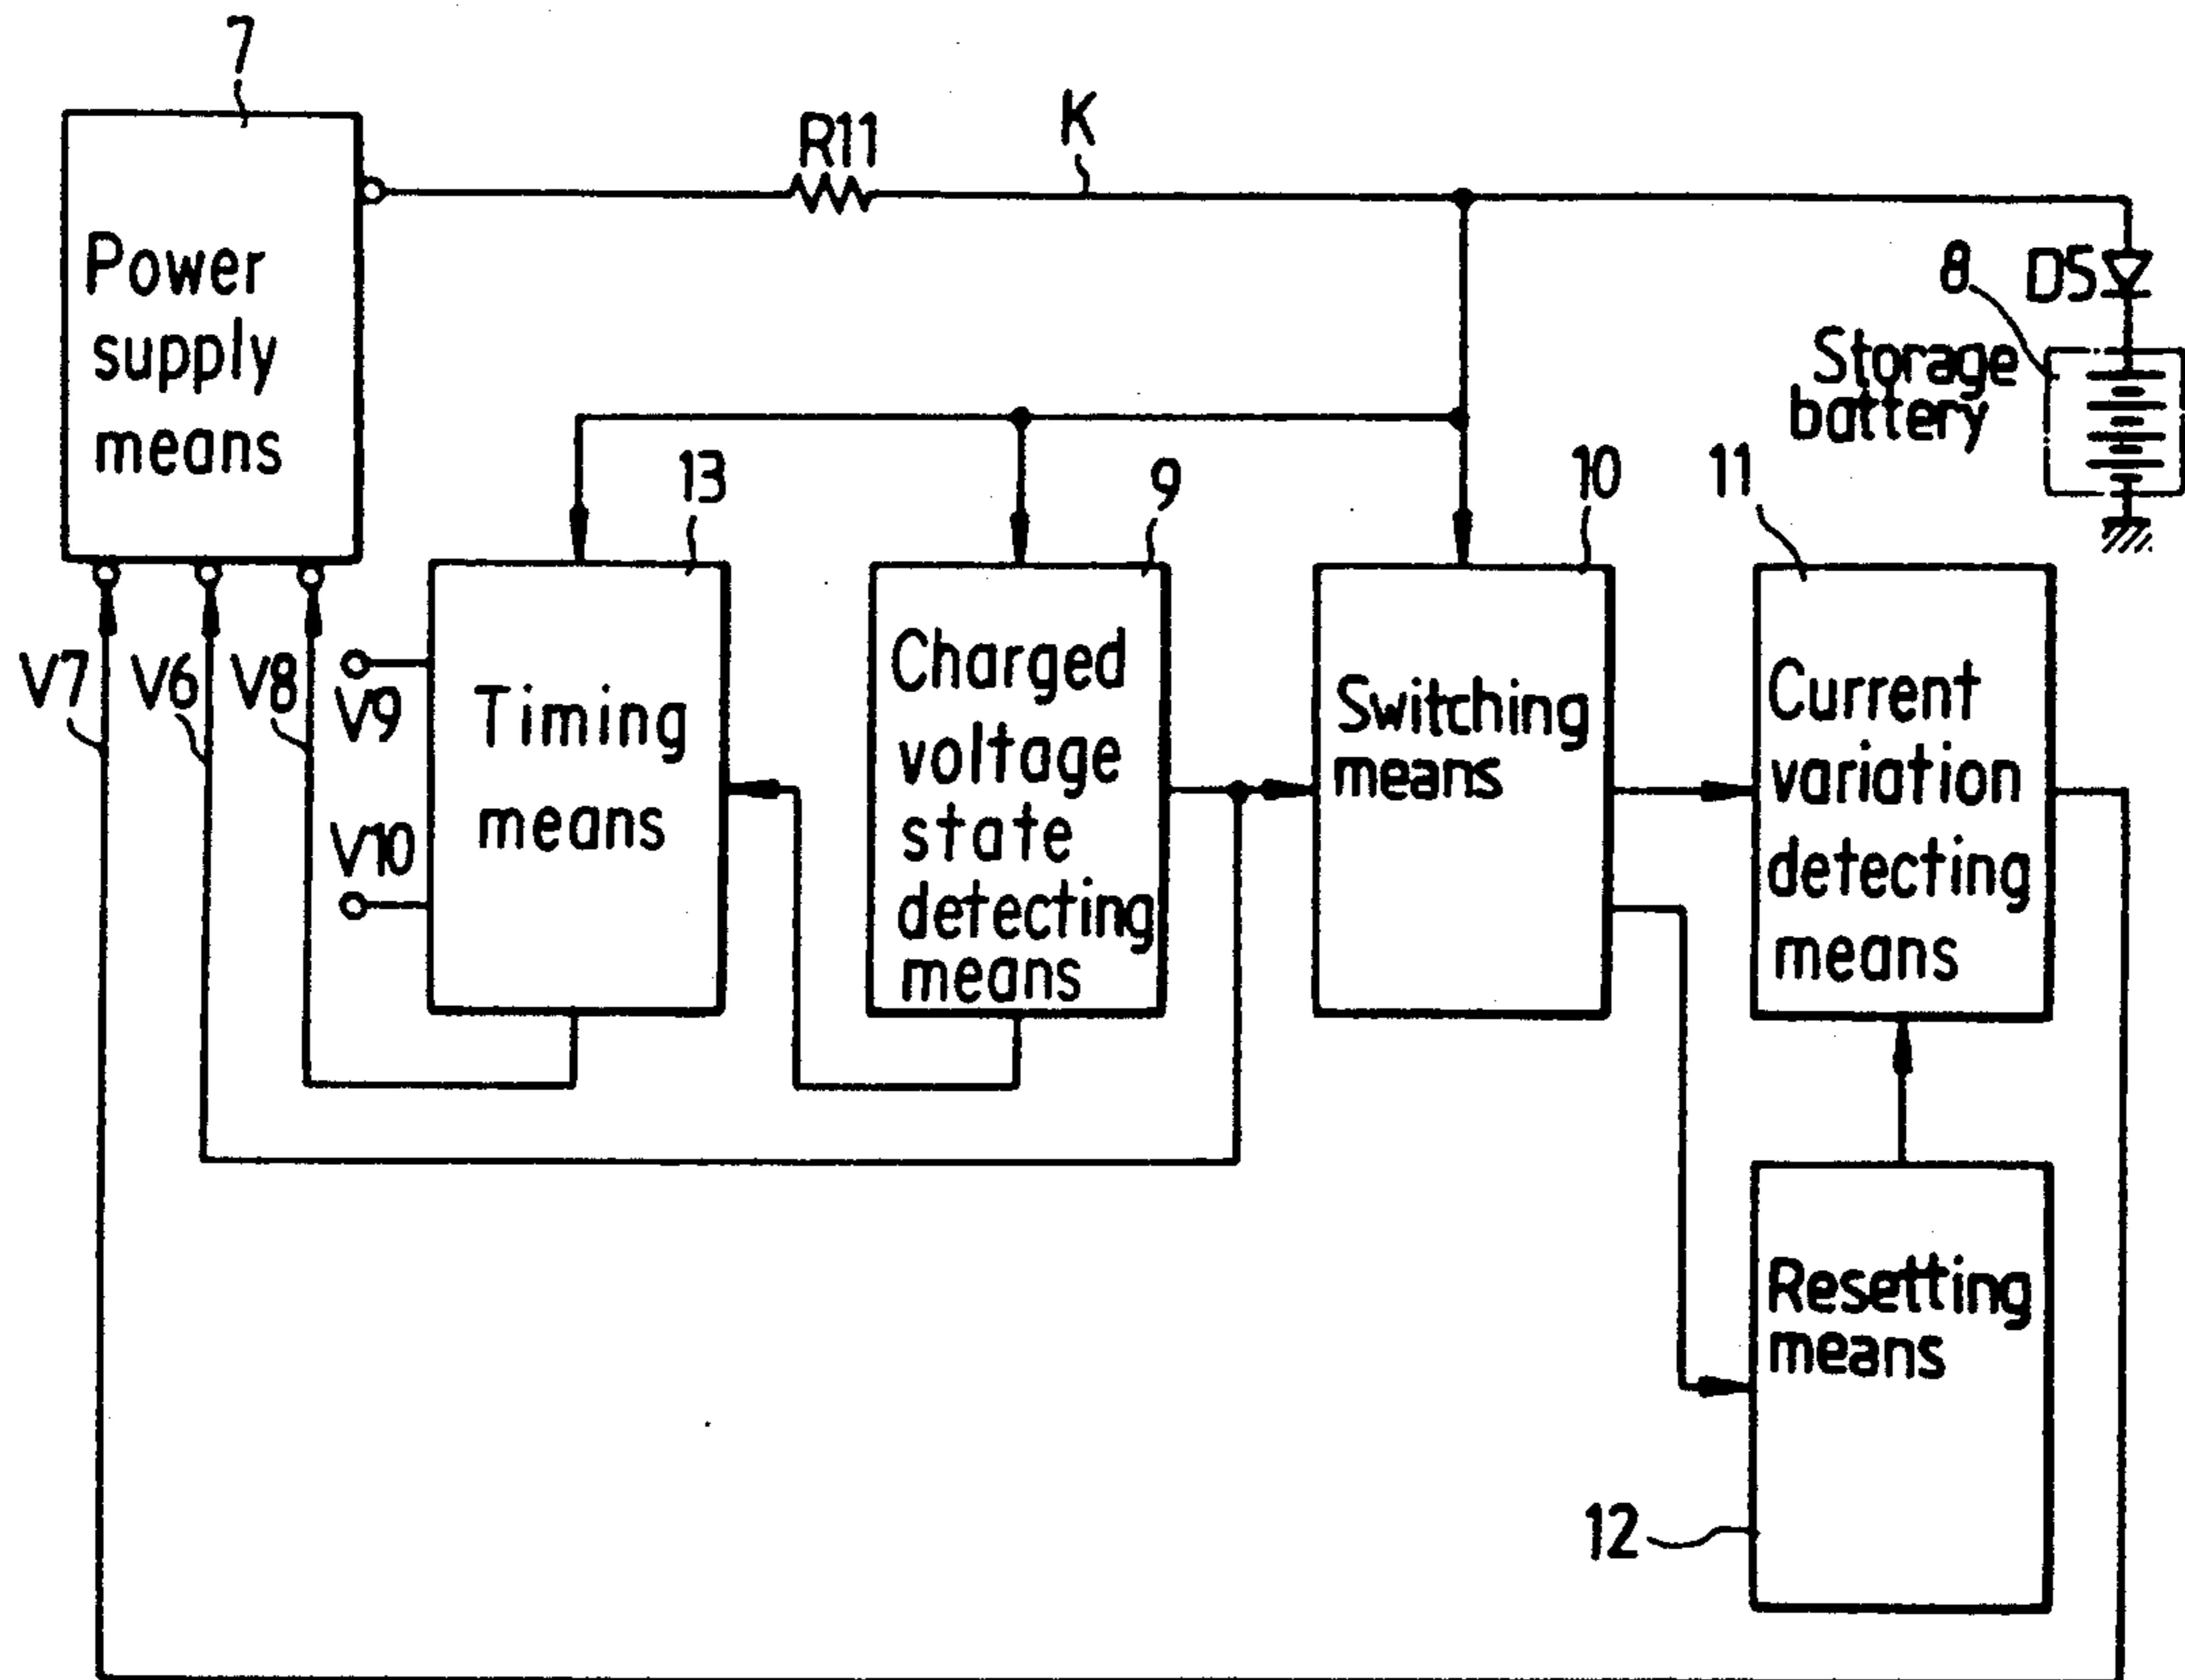 7
R11
K
Power
supply
means
8
D5
Storage
battery
13
9
10
11
V7
V6
V8
V9
V10
Timing
means
Charged
voltage
state
detecting
means
Switching
means
Current
variation
detecting
means
Resetting
means
12